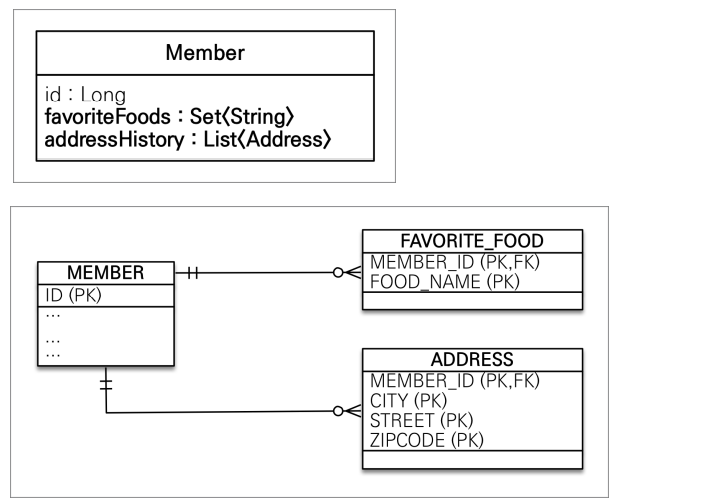 Member
id : Long
favoriteFoods : Set<String>
addressHistory : List<Address>
MEMBER
ID (PK)
...
...
...
FAVORITE_FOOD
MEMBER_ID (PK,FK)
FOOD_NAME (PK)
ADDRESS
MEMBER_ID (PK,FK)
CITY (PK)
STREET (PK)
ZIPCODE (PK)